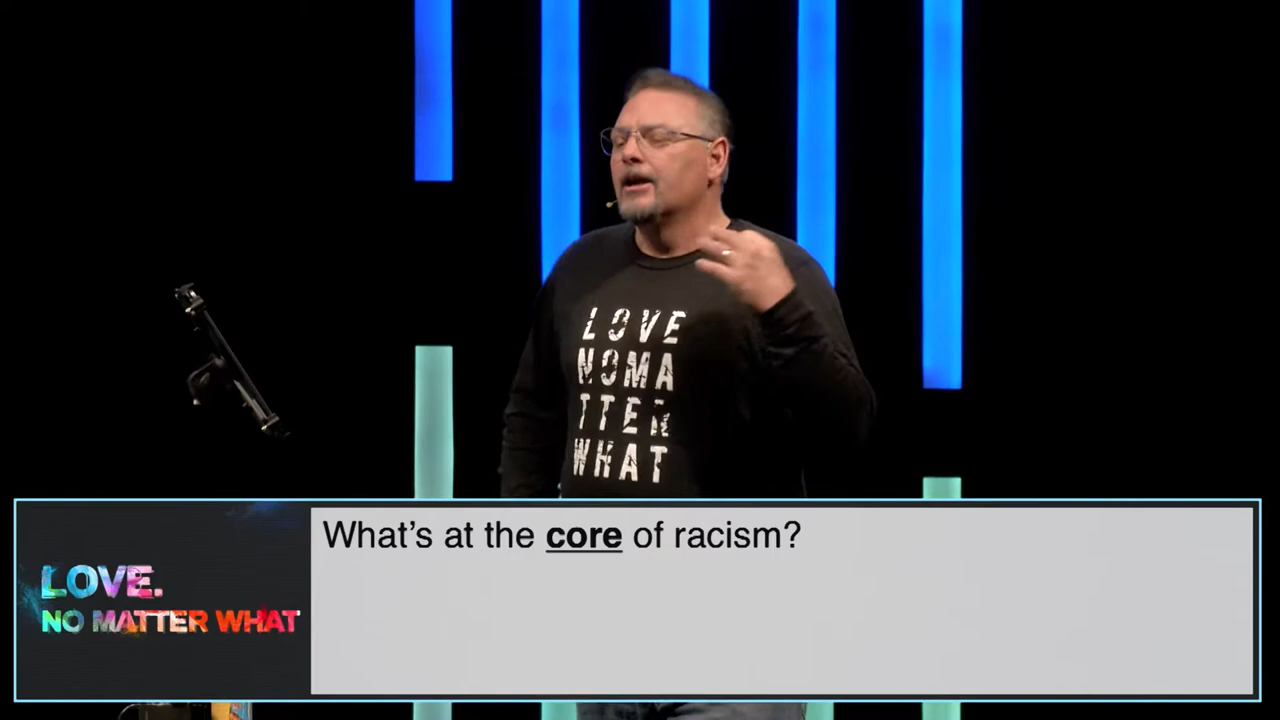 LOVE
NOMA
TTER
WHAT
LOVE.
NO MATTER WHAT
What's at the core of racism?